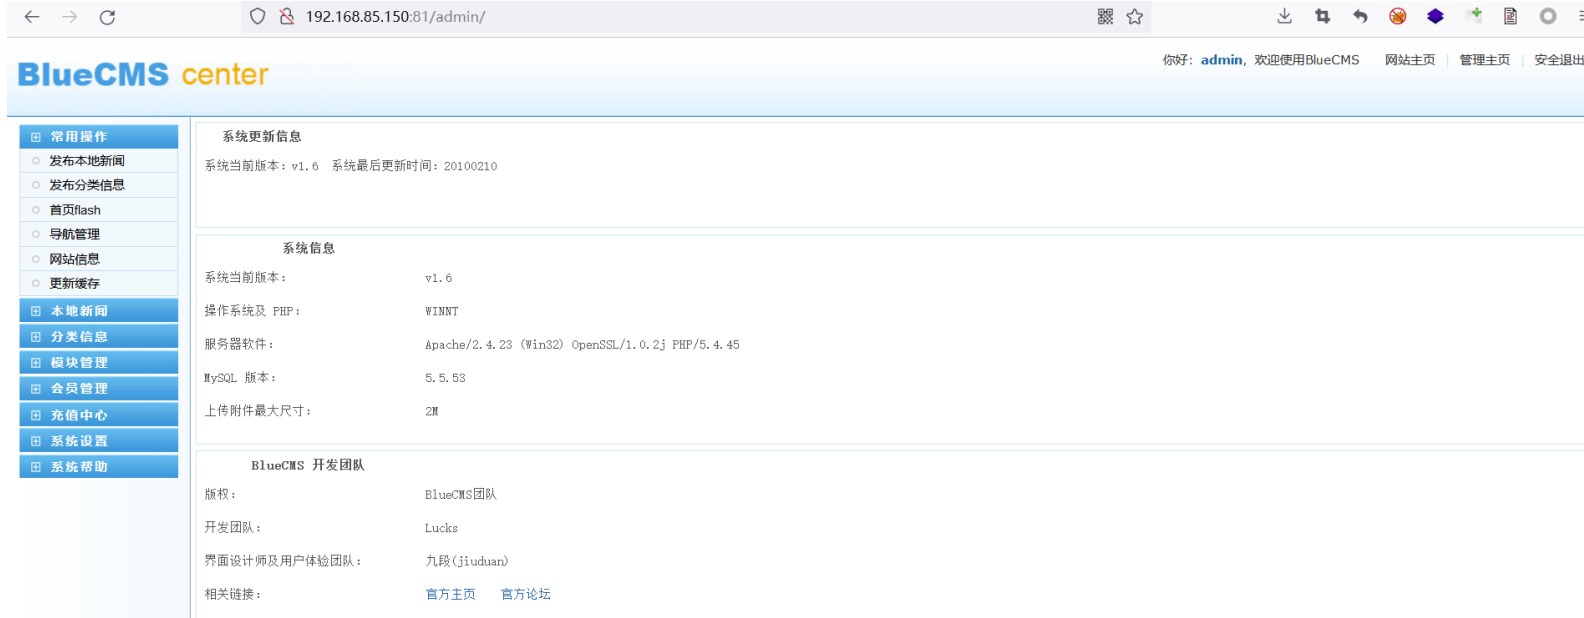 192.168.85.150:81/admin/
BlueCMS center
你好：admin，欢迎使用BlueCMS 网站主页 | 管理主页 | 安全退出
常用操作
发布本地新闻
发布分类信息
首页flash
导航管理
网站信息
更新缓存
本地新闻
分类信息
模块管理
会员管理
充值中心
系统设置
系统帮助
系统更新信息
系统当前版本：v1.6 系统最后更新时间：20100210
系统信息
系统当前版本： v1.6
操作系统及 PHP： WINNT
服务器软件： Apache/2.4.23 (Win32) OpenSSL/1.0.2j PHP/5.4.45
MySQL 版本： 5.5.53
上传附件最大尺寸： 2M
BlueCMS 开发团队
版权： BlueCMS团队
开发团队： Lucks
界面设计师及用户体验团队： 九段(jiuduan)
相关链接： 官方主页 官方论坛